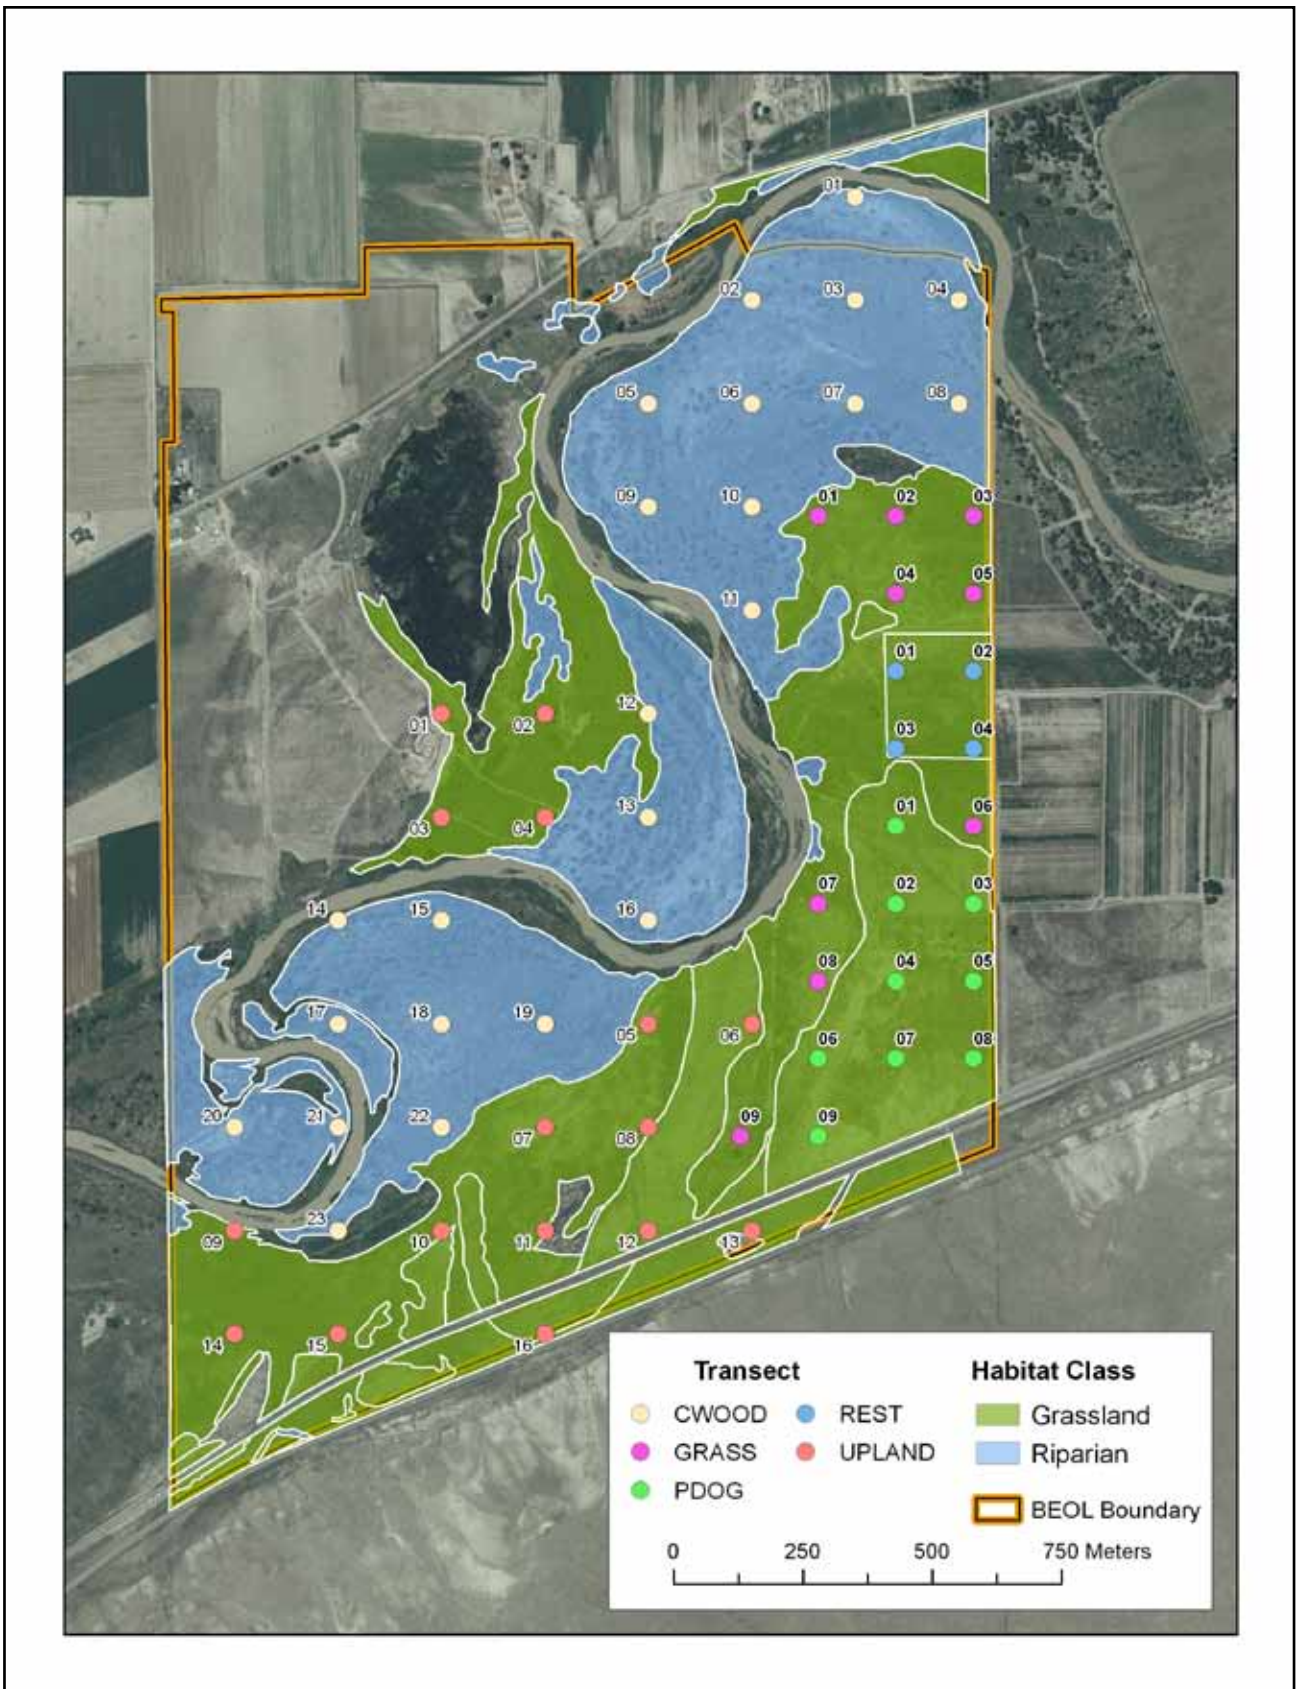 01
02 03 04
05 06 07 08
09 10 01 02 03
04 05
11
01 02
12
01 02
03 04
13
03 04
01 06
07 02 03
14 15 16
08 04 05
17 18 19
05 06
06 07 08
20 21 22
07 08
09 09
23
09 10 11 12 13
14 15 16
Transect
CWOOD
GRASS
PDOG
REST
UPLAND
Habitat Class
Grassland
Riparian
BEOL Boundary
0 250 500 750 Meters